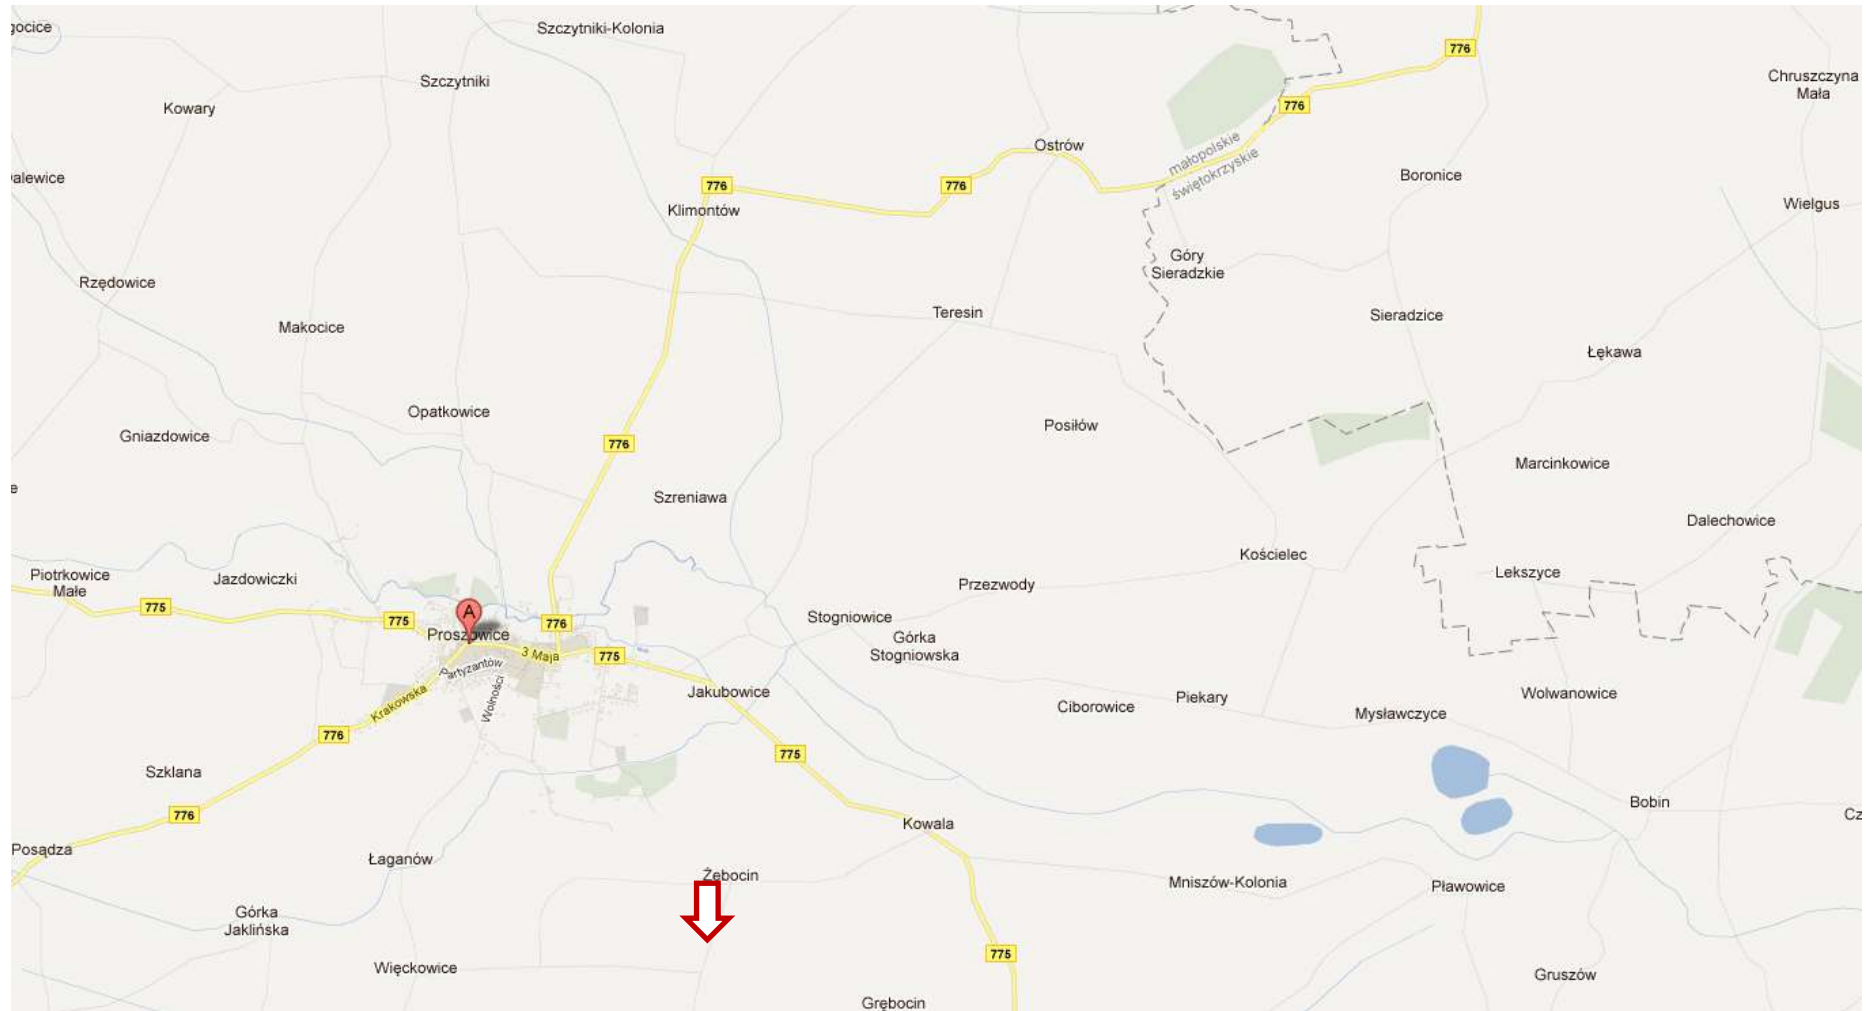 Szczytniki-Kolonia
776
Chruszczyna
Mała
Szczytniki
Kowary
776
Ostrów
małopolskie
świętokrzyskie
Boronice
776
776
Klimontów
Wielgus
Góry
Sieradzkie
Rzędowice
Teresin
Sieradzice
Makocice
Łękawa
Opatkowice
Posiłów
Gniazdowice
776
Marcinkowice
Szreniawa
Dalechowice
Kościelec
Piotrkowice
Małe
Jazdowiczki
Przezwody
Lekszyce
775
775
A
776
Stogniowice
Proszowice
Górka
Stogniowska
3 Maja
775
Partyzantów
Krakowska
Wolności
Jakubowice
Ciborowice
Piekary
Mysławczyce
Wolwanowice
776
775
Szklana
776
Bobin
Kowala
Posądza
Łaganów
Żębocin
Mniszów-Kolonia
Pławowice
Górka
Jaklińska
775
Więckowice
Gruszów
Grębocin